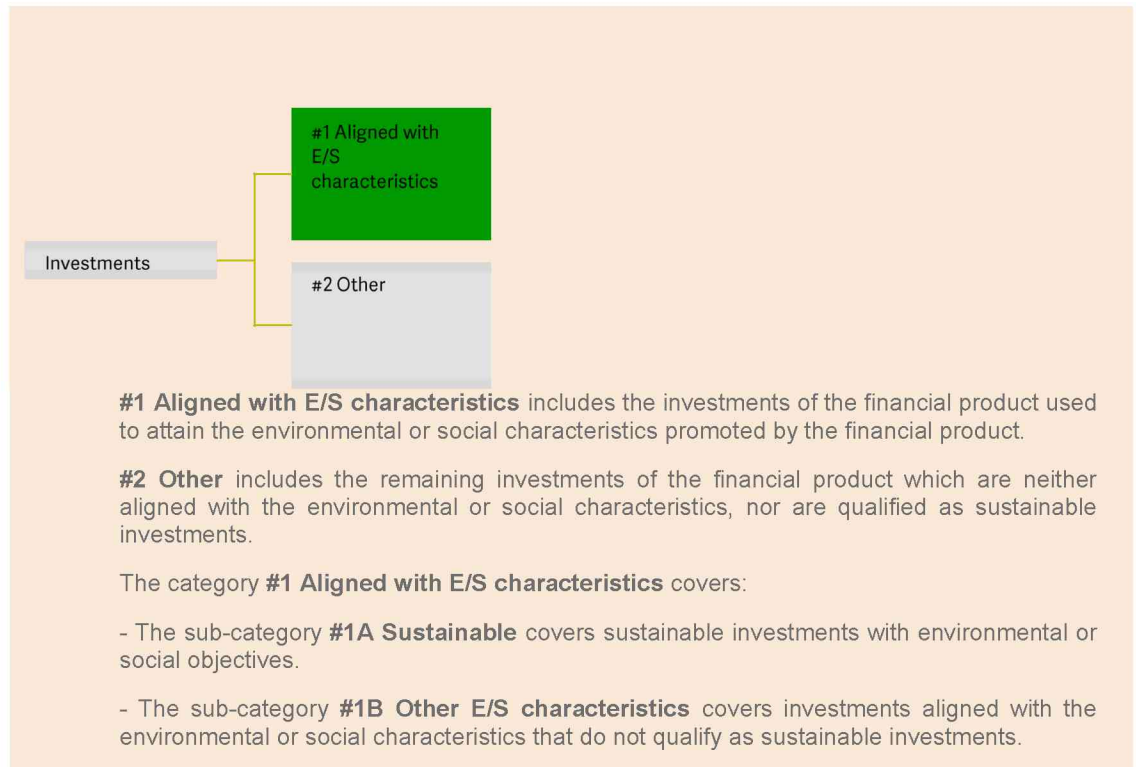 #1 Aligned with
E/S
characteristics
Investments
#2 Other
#1 Aligned with E/S characteristics includes the investments of the financial product used
to attain the environmental or social characteristics promoted by the financial product.
#2 Other includes the remaining investments of the financial product which are neither
aligned with the environmental or social characteristics, nor are qualified as sustainable
investments.
The category #1 Aligned with E/S characteristics covers:
- The sub-category #1A Sustainable covers sustainable investments with environmental or
social objectives.
- The sub-category #1B Other E/S characteristics covers investments aligned with the
environmental or social characteristics that do not qualify as sustainable investments.